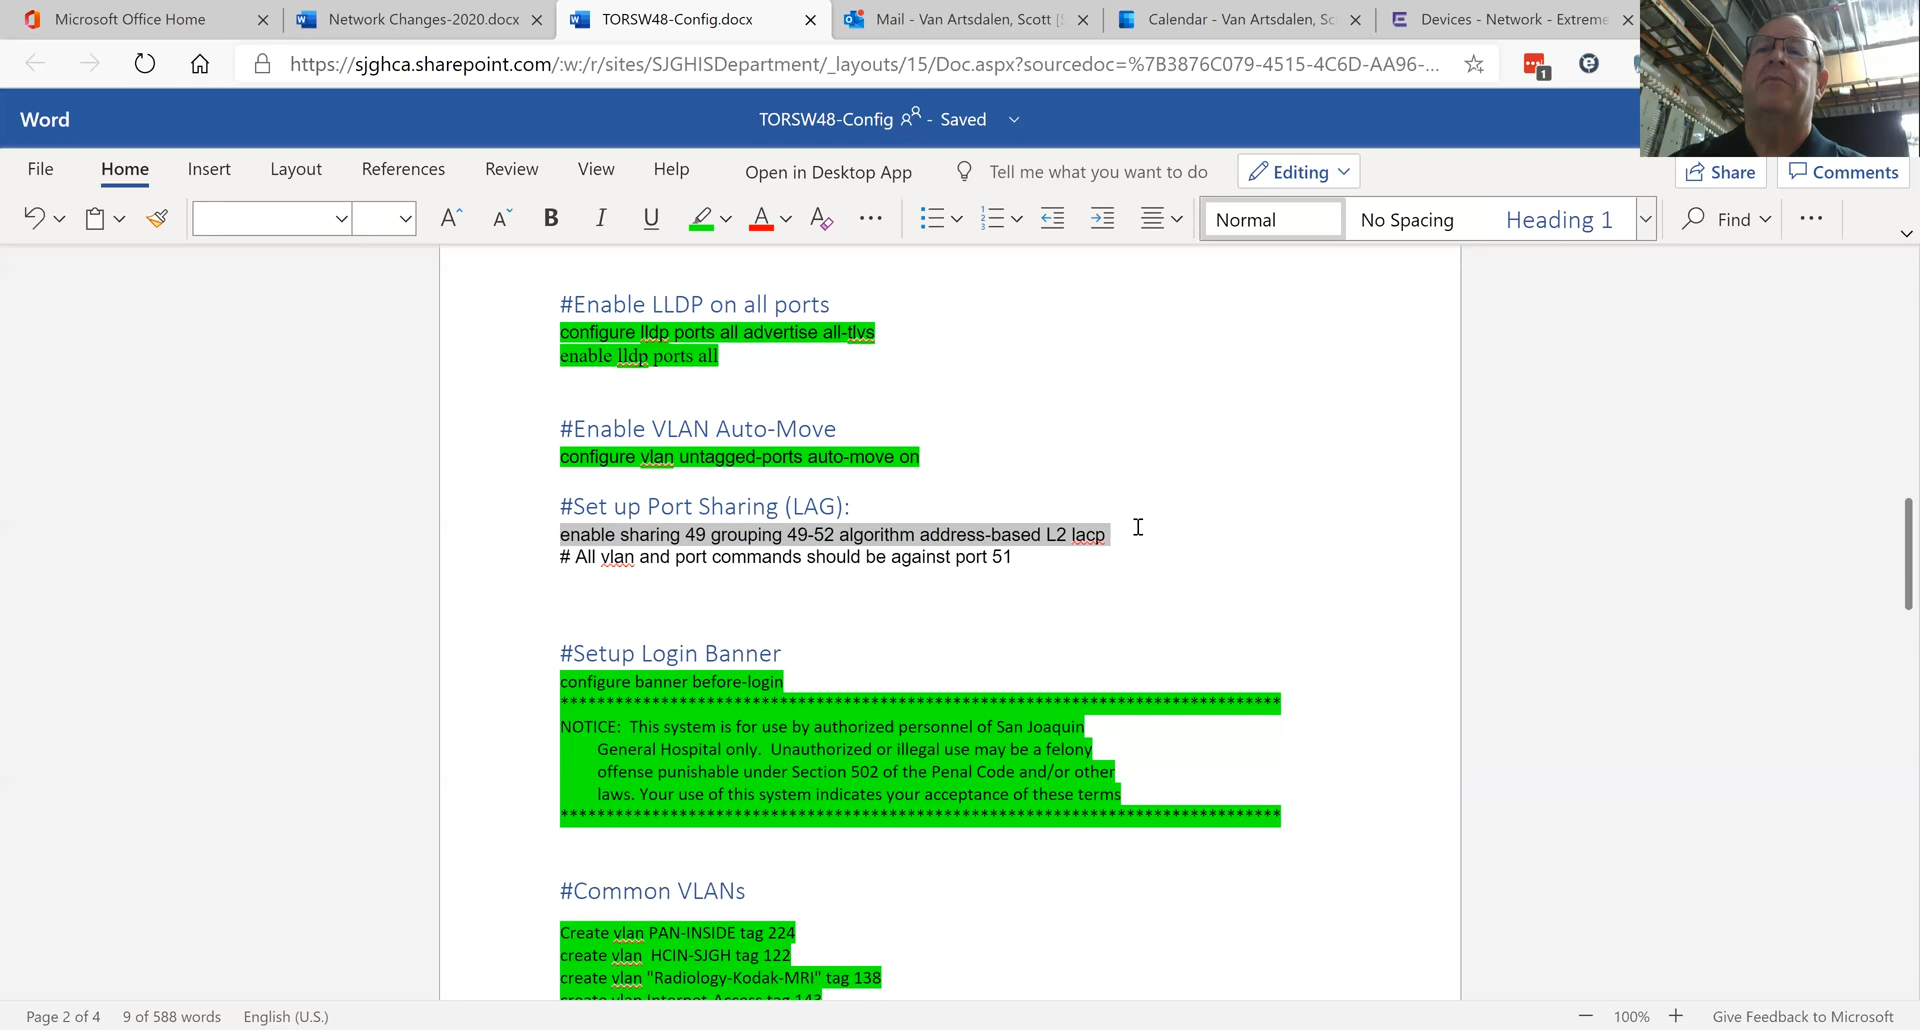 Microsoft Office Home
Network Changes-2020.docx
TORSW48-Config.docx
Mail - Van Artsdalen, Scott [S
Calendar - Van Artsdalen, Sc
Devices - Network - Extreme
https://sjghca.sharepoint.com/:w:/r/sites/SJGHISDepartment/_layouts/15/Doc.aspx?sourcedoc=%7B3876C079-4515-4C6D-AA96-...
1
Word
TORSW48-Config - Saved
File Home Insert Layout References Review View Help Open in Desktop App Tell me what you want to do Editing Share Comments
A A B I U A A Normal No Spacing Heading 1 Find
#Enable LLDP on all ports
configure lldp ports all advertise all-tlvs
enable lldp ports all
#Enable VLAN Auto-Move
configure vlan untagged-ports auto-move on
#Set up Port Sharing (LAG):
enable sharing 49 grouping 49-52 algorithm address-based L2 lacp
# All vlan and port commands should be against port 51
#Setup Login Banner
configure banner before-login
********************************************************************************
NOTICE:  This system is for use by authorized personnel of San Joaquin
General Hospital only.  Unauthorized or illegal use may be a felony
offense punishable under Section 502 of the Penal Code and/or other
laws. Your use of this system indicates your acceptance of these terms
********************************************************************************
#Common VLANs
Create vlan PAN-INSIDE tag 224
create vlan  HCIN-SJGH tag 122
create vlan "Radiology-Kodak-MRI" tag 138
create vlan Internet-Access tag 143
Page 2 of 4 9 of 588 words English (U.S.) 100% Give Feedback to Microsoft